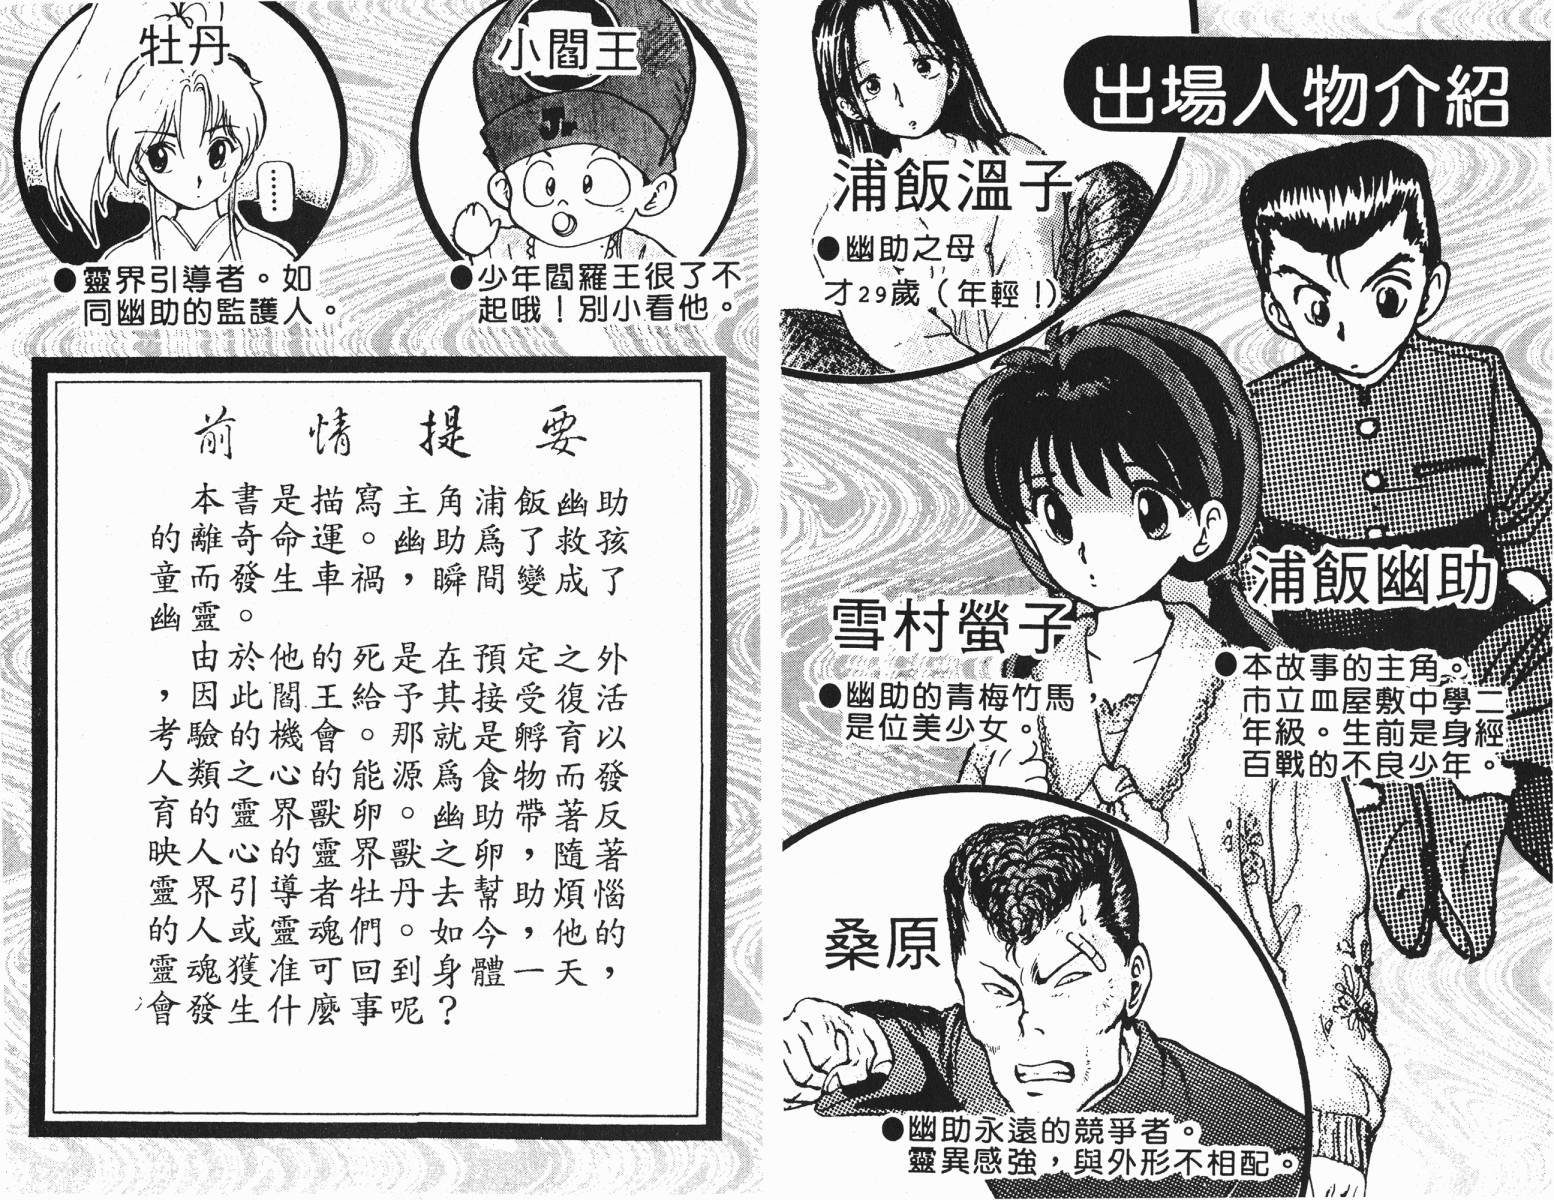 出場人物介紹
浦飯幽助
●本故事的主角。
市立皿屋敷中學二
年級。生前是身經
百戰的不良少年。
浦飯溫子
●幽助之母,
才29歲（年輕!）
雪村螢子
●幽助的青梅竹馬,
是位美少女。
桑原
●幽助永遠的競爭者。
靈異感強,與外形不相配。
小閻王
Jr
●少年閻羅王很了不
起哦!別小看他。
牡丹
……
●靈界引導者。如
同幽助的監護人。
前情提要
本書是描寫主角浦飯幽助
的離奇命運。幽助爲了救孩
童而發生車禍,瞬間變成了
幽靈。
由於他的死是在預定之外
,因此閻王給予其接受復活
考驗的機會。那就是孵育以
人類之心的能源爲食物而發
育的靈界獸卵。幽助帶著反
映人心的靈界獸之卵,隨著
靈界引導者牡丹去幫助煩惱
的人或靈魂們。如今,他的
靈魂獲准可回到身體一天,
會發生什麼事呢?